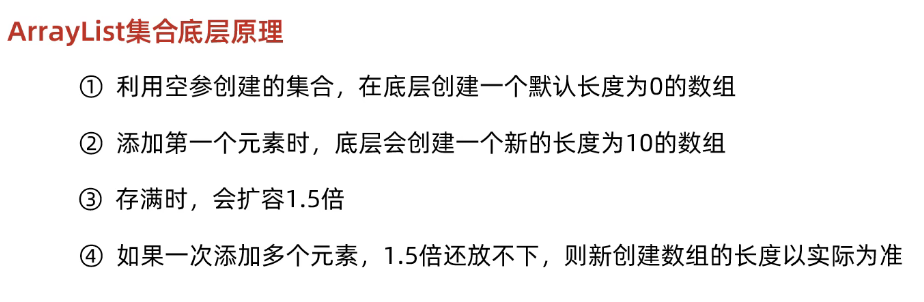 ArrayList集合底层原理
① 利用空参创建的集合，在底层创建一个默认长度为0的数组
② 添加第一个元素时，底层会创建一个新的长度为10的数组
③ 存满时，会扩容1.5倍
④ 如果一次添加多个元素，1.5倍还放不下，则新创建数组的长度以实际为准